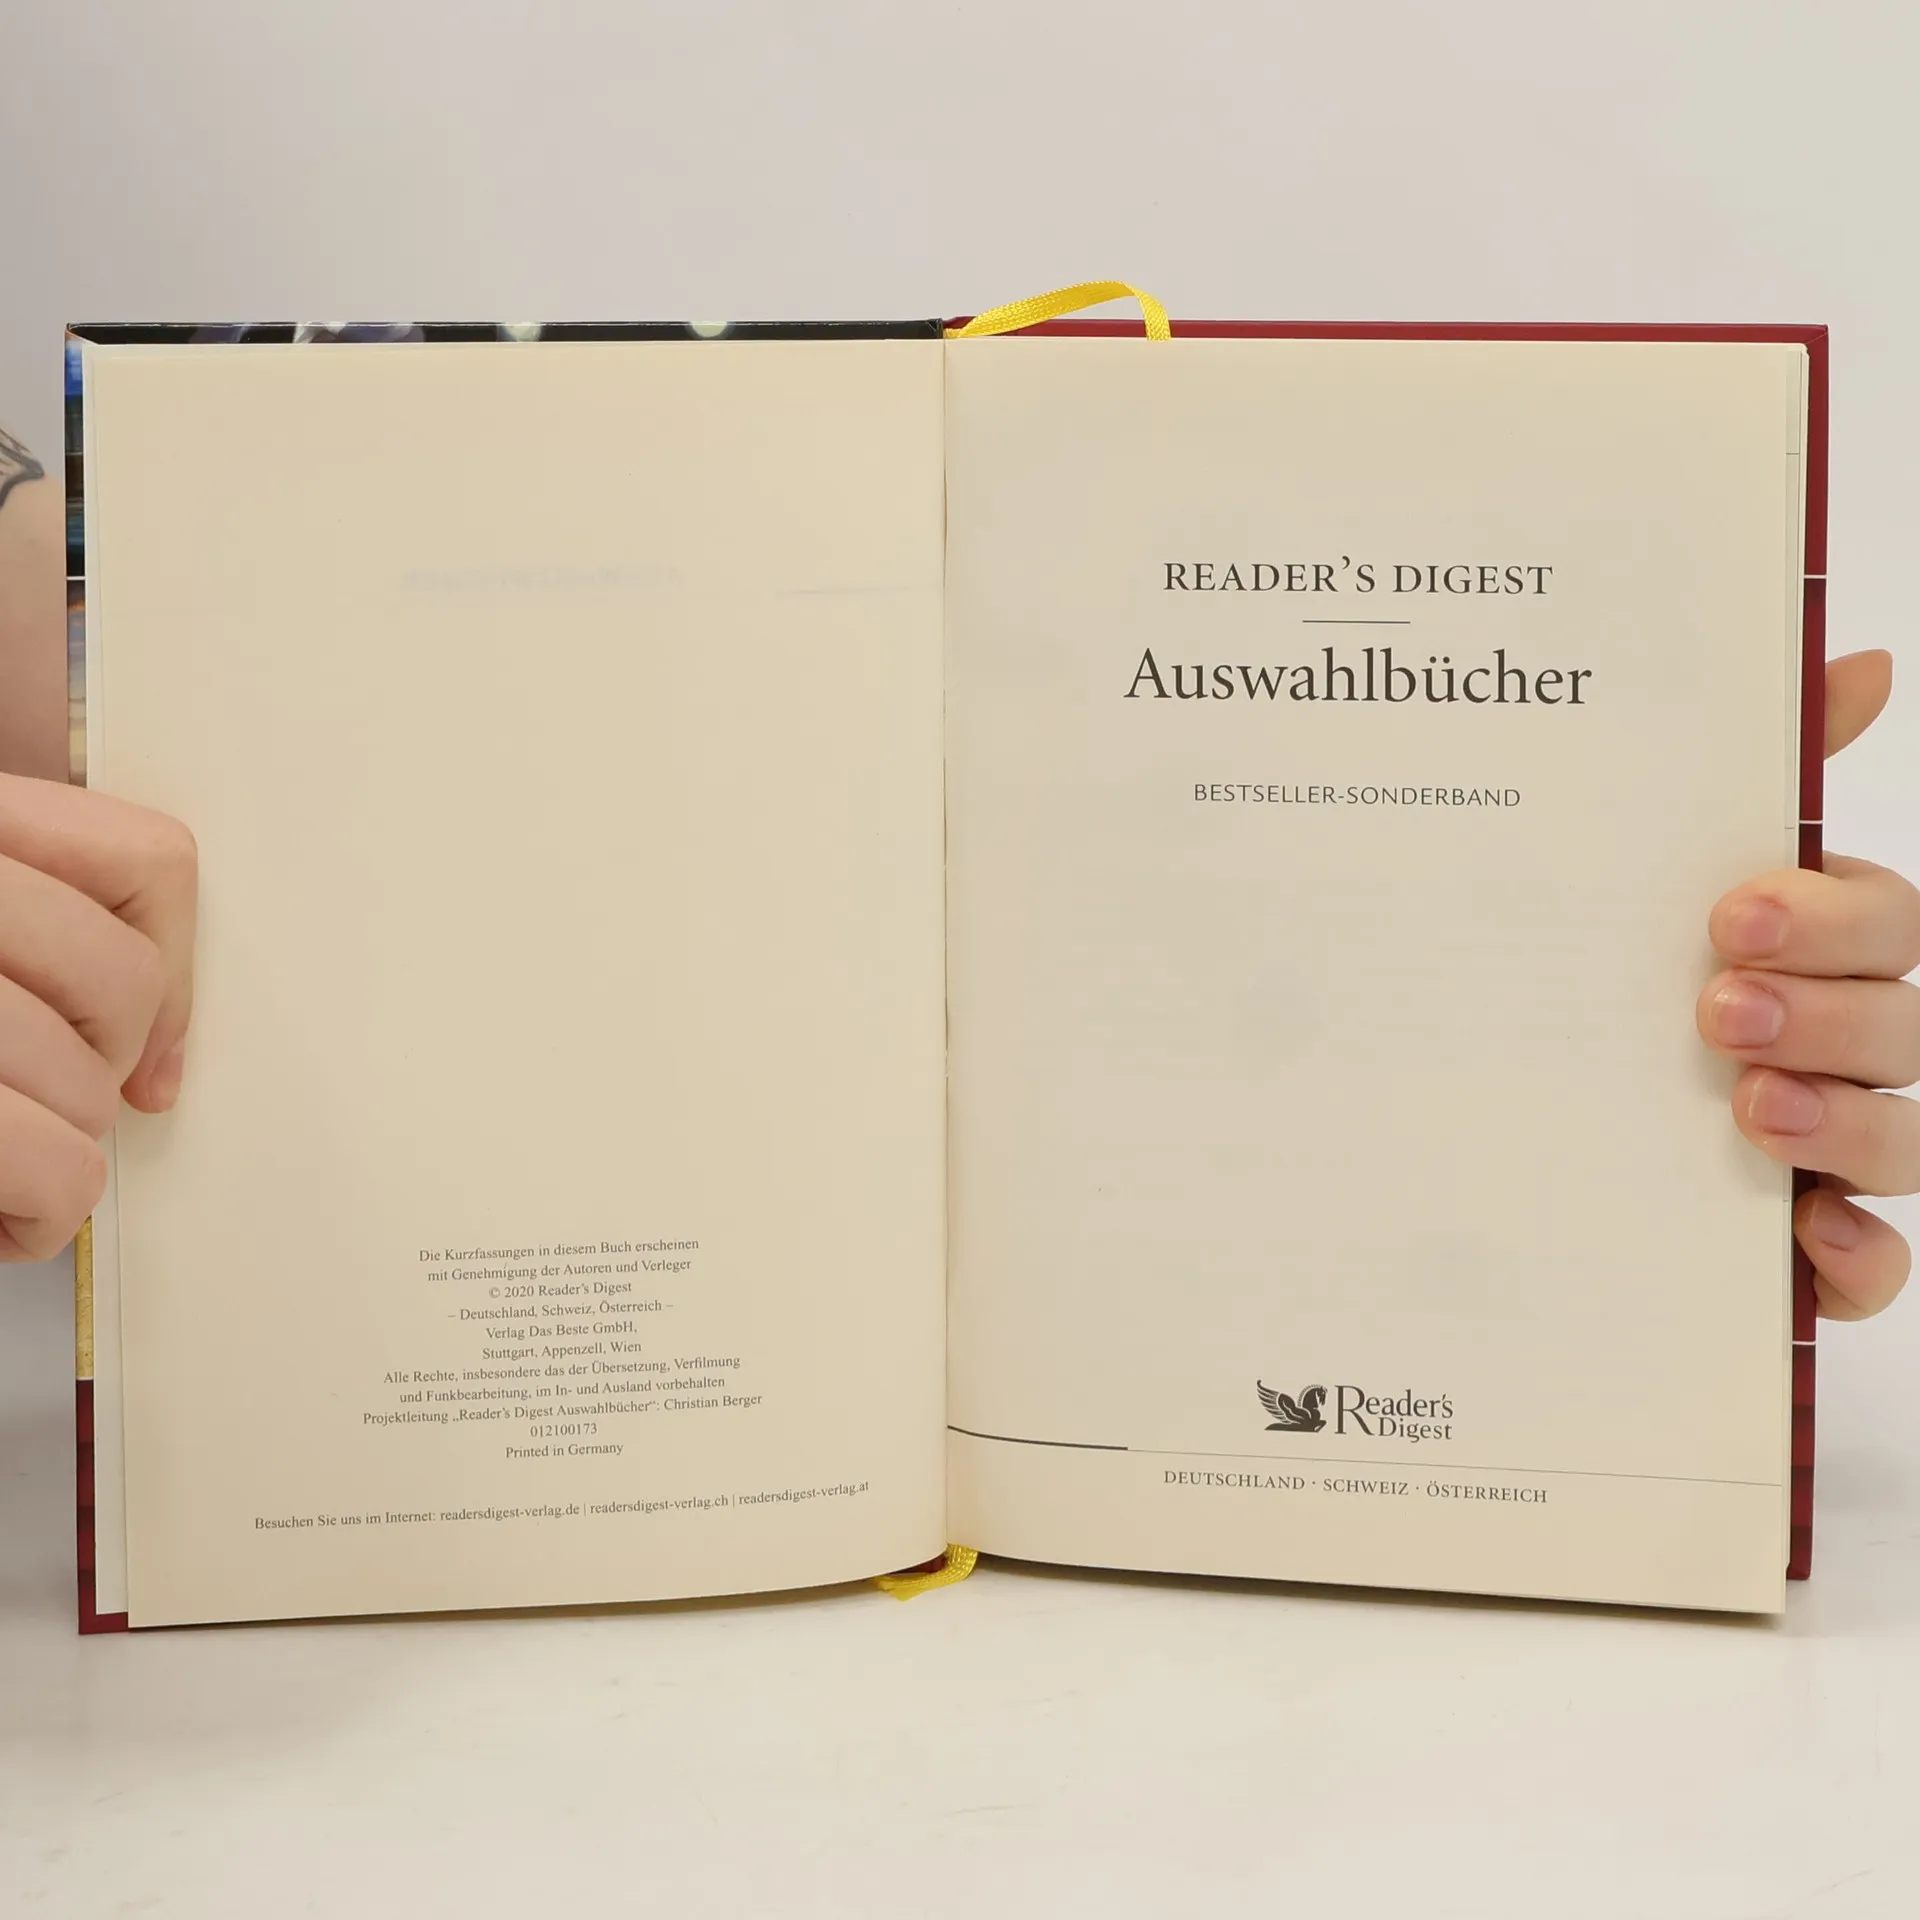 Die Kurzfassungen in diesem Buch erscheinen
mit Genehmigung der Autoren und Verleger
© 2020 Reader’s Digest
– Deutschland, Schweiz, Österreich –
Verlag Das Beste GmbH,
Stuttgart, Appenzell, Wien
Alle Rechte, insbesondere das der Übersetzung, Verfilmung
und Funkbearbeitung, im In- und Ausland vorbehalten
Projektleitung „Reader’s Digest Auswahlbücher“: Christian Berger
012100173
Printed in Germany
Besuchen Sie uns im Internet: readersdigest-verlag.de | readersdigest-verlag.ch | readersdigest-verlag.at
READER’S DIGEST
Auswahlbücher
BESTSELLER-SONDERBAND
Reader’s
Digest
DEUTSCHLAND · SCHWEIZ · ÖSTERREICH